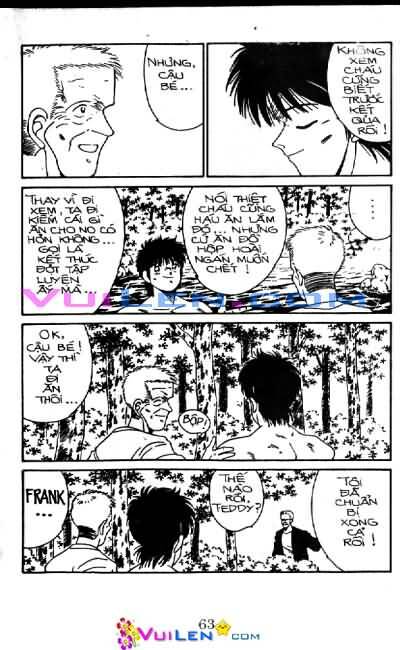 NHƯNG,
CẬU
BÉ...
KHÔNG
XEM
CHÁU
CŨNG
BIẾT
TRƯỚC
KẾT
QUẢ
RỒI!
THAY VÌ ĐI
XEM, TA ĐI
KIẾM CÁI GÌ
ĂN CHO NO CÓ
HƠN KHÔNG...
GỌI LÀ
KẾT THÚC
ĐỢT TẬP
LUYỆN
ẤY MÀ...
NÓI THIỆT
CHÁU CŨNG
HÁU ĂN LẮM
ĐÓ... NHƯNG
CỨ ĂN ĐỒ
HỘP HOÀI,
NGÁN MUỐN
CHẾT!
...
VUILEN.COM
OK,
CẬU BÉ!
VẬY THÌ
TA
ĐI
ĂN
THÔI...
BỘP!
FRANK
...
THẾ
NÀO
RỒI,
TEDDY?
TÔI
ĐÃ
CHUẨN
BỊ
XONG
CẢ
RỒI!
63
VUILEN.COM